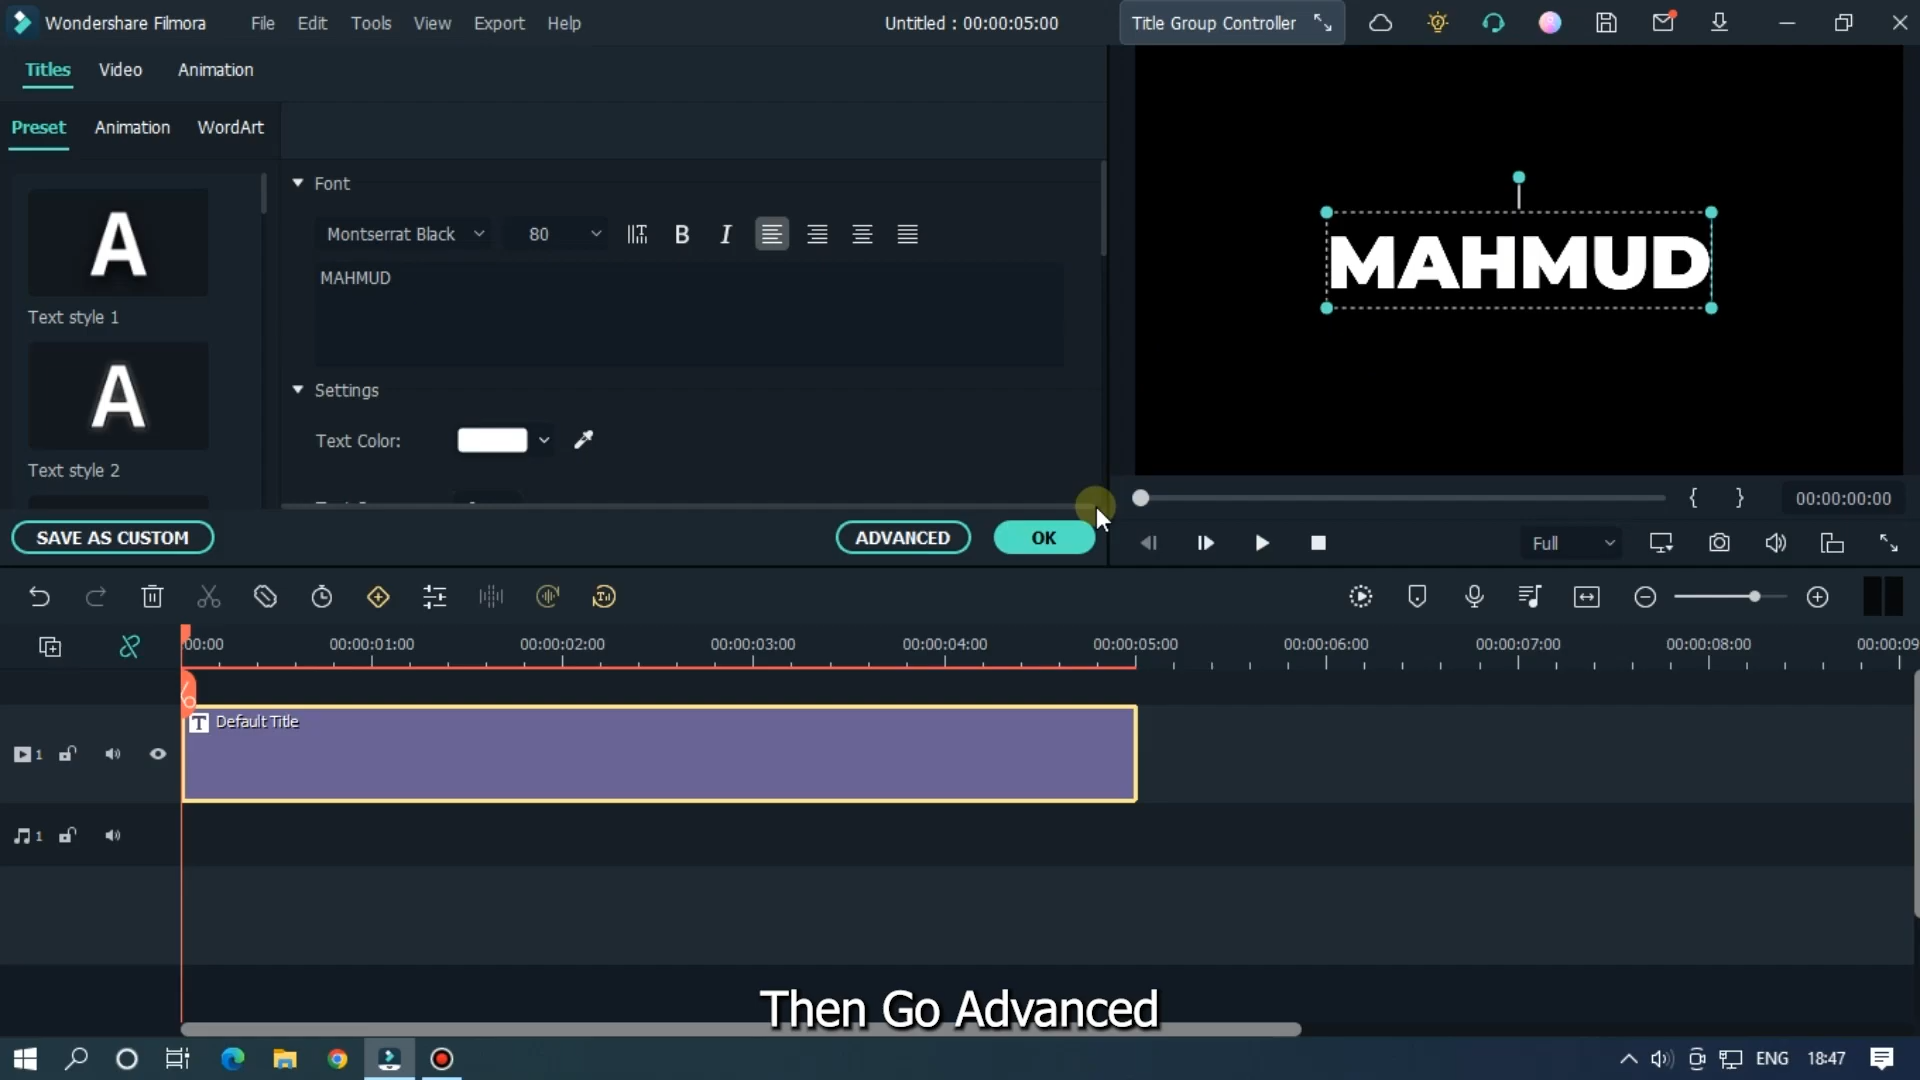 Wondershare Filmora File Edit Tools View Export Help Untitled : 00:00:05:00 Title Group Controller
Titles Video Animation
Preset Animation WordArt
Font
Montserrat Black 80 B I
MAHMUD
A
Text style 1
A
Text style 2
Settings
Text Color:
MAHMUD
SAVE AS CUSTOM ADVANCED OK
{ } 00:00:00:00
Full
:00:00 00:00:01:00 00:00:02:00 00:00:03:00 00:00:04:00 00:00:05:00 00:00:06:00 00:00:07:00 00:00:08:00 00:00:09
T Default Title
1
1
Then Go Advanced
ENG 18:47